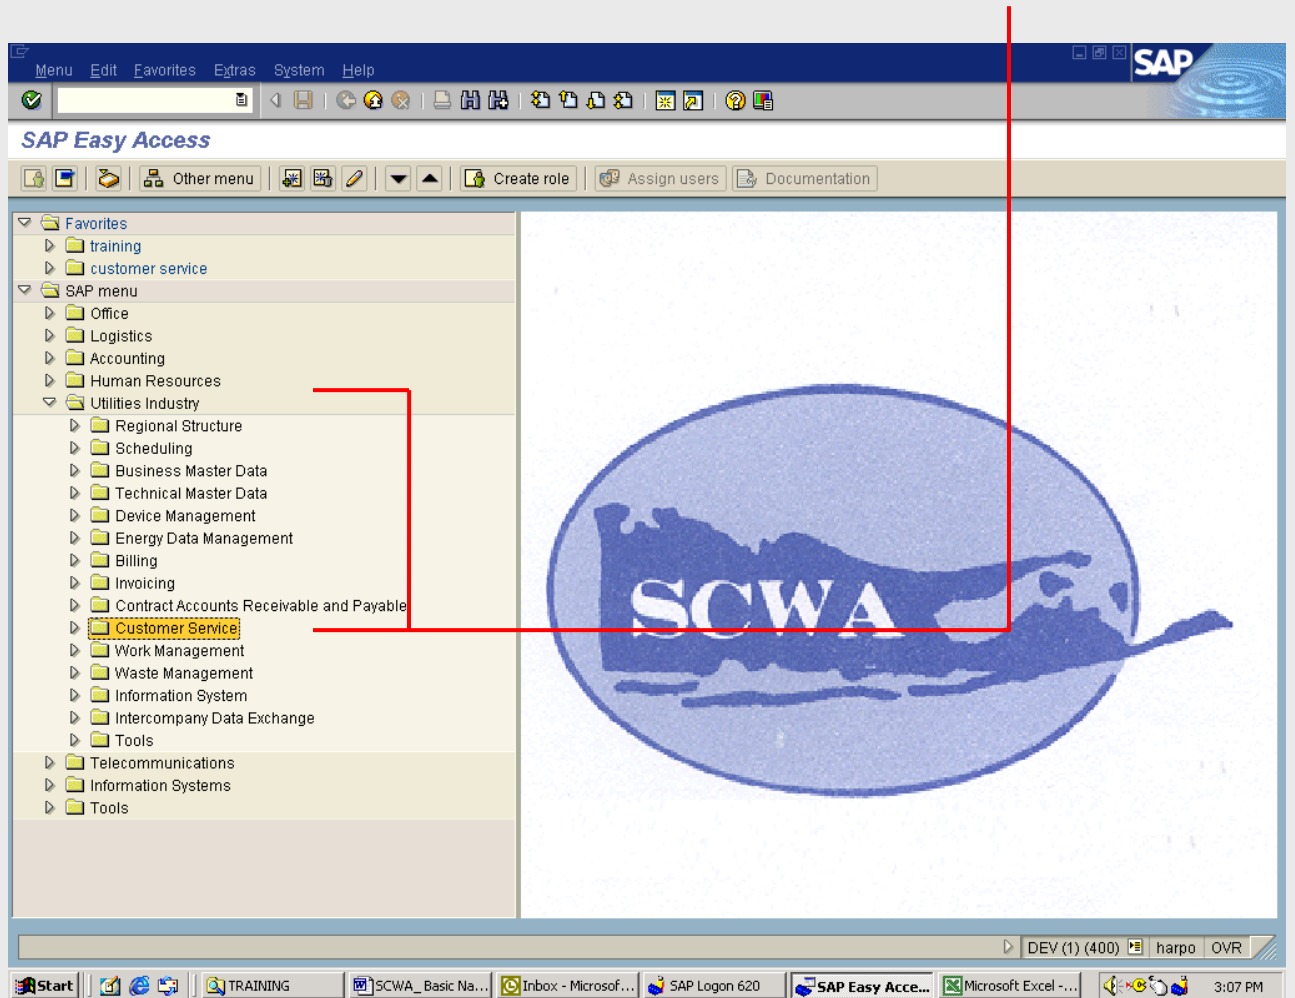 SAP
Menu Edit Favorites Extras System Help
SAP Easy Access
Other menu Create role Assign users Documentation
Favorites
training
customer service
SAP menu
Office
Logistics
Accounting
Human Resources
Utilities Industry
Regional Structure
Scheduling
Business Master Data
Technical Master Data
Device Management
Energy Data Management
Billing
Invoicing
Contract Accounts Receivable and Payable
Customer Service
Work Management
Waste Management
Information System
Intercompany Data Exchange
Tools
Telecommunications
Information Systems
Tools
SCWA
DEV (1) (400) harpo OVR
Start TRAINING SCWA_ Basic Na... Inbox - Microsof... SAP Logon 620 SAP Easy Acce... Microsoft Excel -... 3:07 PM